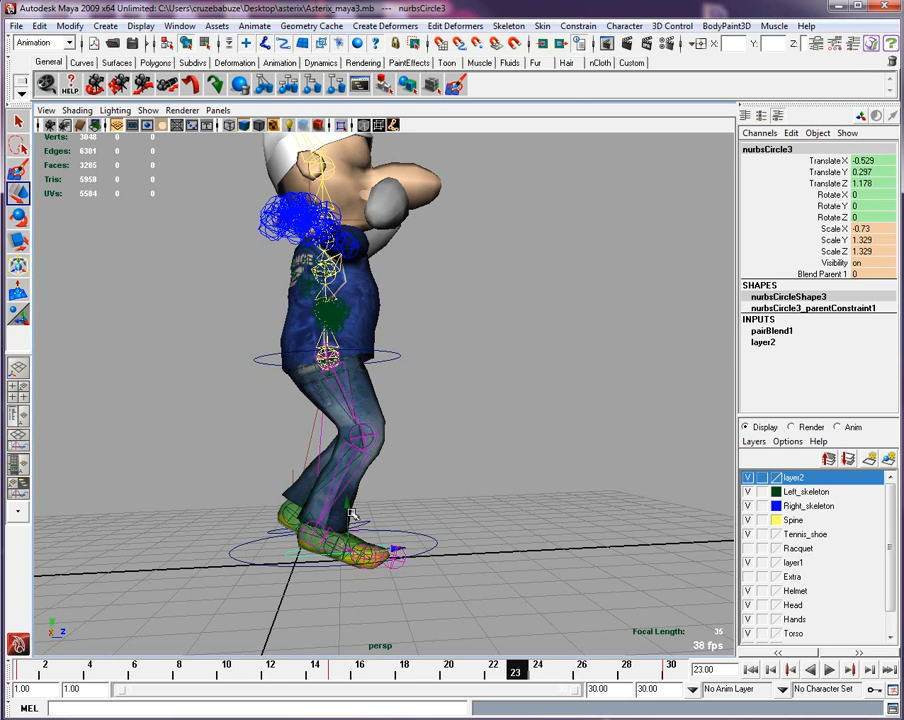 Autodesk Maya 2009 x64 Unlimited: C:\Users\cruzebabuze\Desktop\asterix\Asterix_maya3.mb --- nurbsCircle3
Edit Modify Create Display Window Assets Animate Geometry Cache Create Deformers Edit Deformers Skeleton Skin Constrain Character 3D Control BodyPaint3D Muscle Help
Animation X: Y: Z:
General Curves Surfaces Polygons Subdivs Deformation Animation Dynamics Rendering PaintEffects Toon Muscle Fluids Fur Hair nCloth Custom
HELP
View Shading Lighting Show Renderer Panels
Verts: 3048 0 0
Edges: 6301 0 0
Faces: 3285 0 0
Tris: 5958 0 0
UVs: 5584 0 0
Y
X Z
persp
Focal Length: 35
38 fps
Channels Edit Object Show
nurbsCircle3
Translate X -0.529
Translate Y 0.297
Translate Z 1.178
Rotate X 0
Rotate Y 0
Rotate Z 0
Scale X -0.73
Scale Y 1.329
Scale Z 1.329
Visibility on
Blend Parent 1 0
SHAPES
nurbsCircleShape3
nurbsCircle3_parentConstraint1
INPUTS
pairBlend1
layer2
Display Render Anim
Layers Options Help
V layer2
V Left_skeleton
V Right_skeleton
V Spine
V Tennis_shoe
Racquet
V layer1
Extra
V Helmet
V Head
V Hands
V Torso
2 4 6 8 10 12 14 16 18 20 22 23 24 26 28 30 23.00
1.00 1.00 30.00 30.00 No Anim Layer No Character Set
MEL